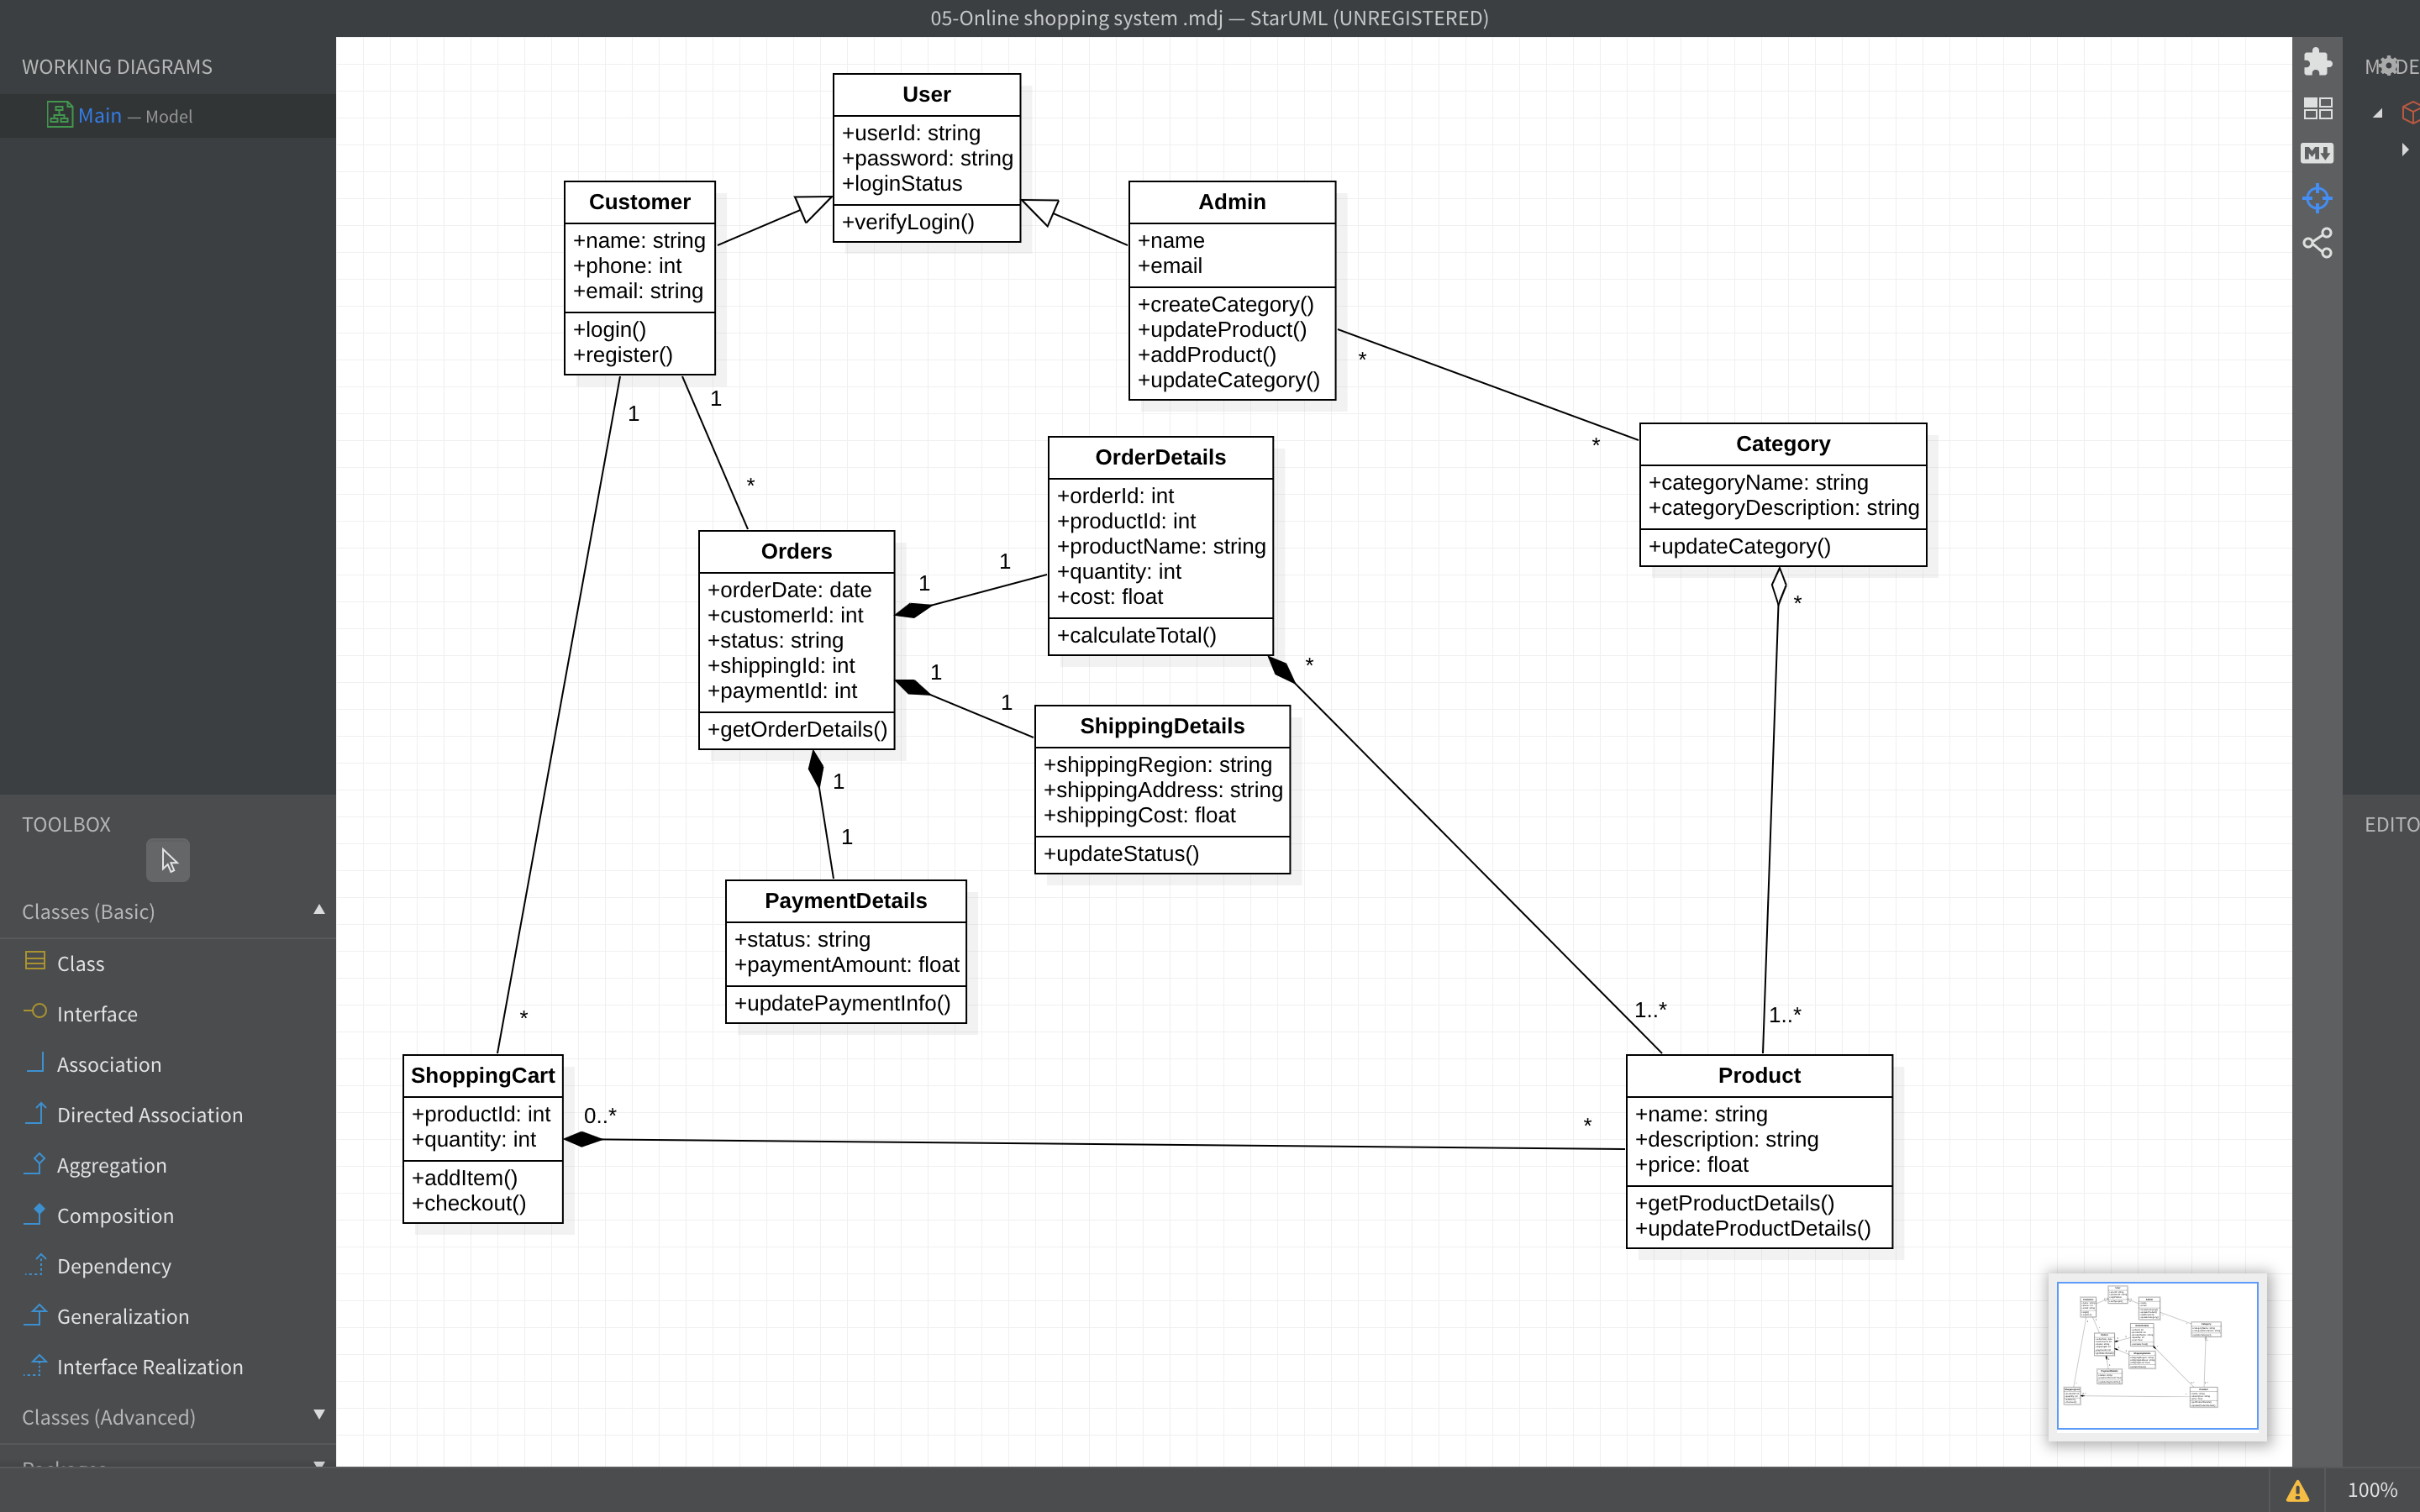 05-Online shopping system .mdj — StarUML (UNREGISTERED)
WORKING DIAGRAMS
Main — Model
TOOLBOX
Classes (Basic)
Class
Interface
Association
Directed Association
Aggregation
Composition
Dependency
Generalization
Interface Realization
Classes (Advanced)
User
+userId: string
+password: string
+loginStatus
+verifyLogin()
Customer
+name: string
+phone: int
+email: string
+login()
+register()
Admin
+name
+email
+createCategory()
+updateProduct()
+addProduct()
+updateCategory()
*
*
1
1
*
*
Category
+categoryName: string
+categoryDescription: string
+updateCategory()
*
1..*
OrderDetails
+orderId: int
+productId: int
+productName: string
+quantity: int
+cost: float
+calculateTotal()
*
1..*
Orders
+orderDate: date
+customerId: int
+status: string
+shippingId: int
+paymentId: int
+getOrderDetails()
1
1
1
1
1
1
ShippingDetails
+shippingRegion: string
+shippingAddress: string
+shippingCost: float
+updateStatus()
PaymentDetails
+status: string
+paymentAmount: float
+updatePaymentInfo()
ShoppingCart
+productId: int
+quantity: int
+addItem()
+checkout()
0..*
*
Product
+name: string
+description: string
+price: float
+getProductDetails()
+updateProductDetails()
EDITO
100%